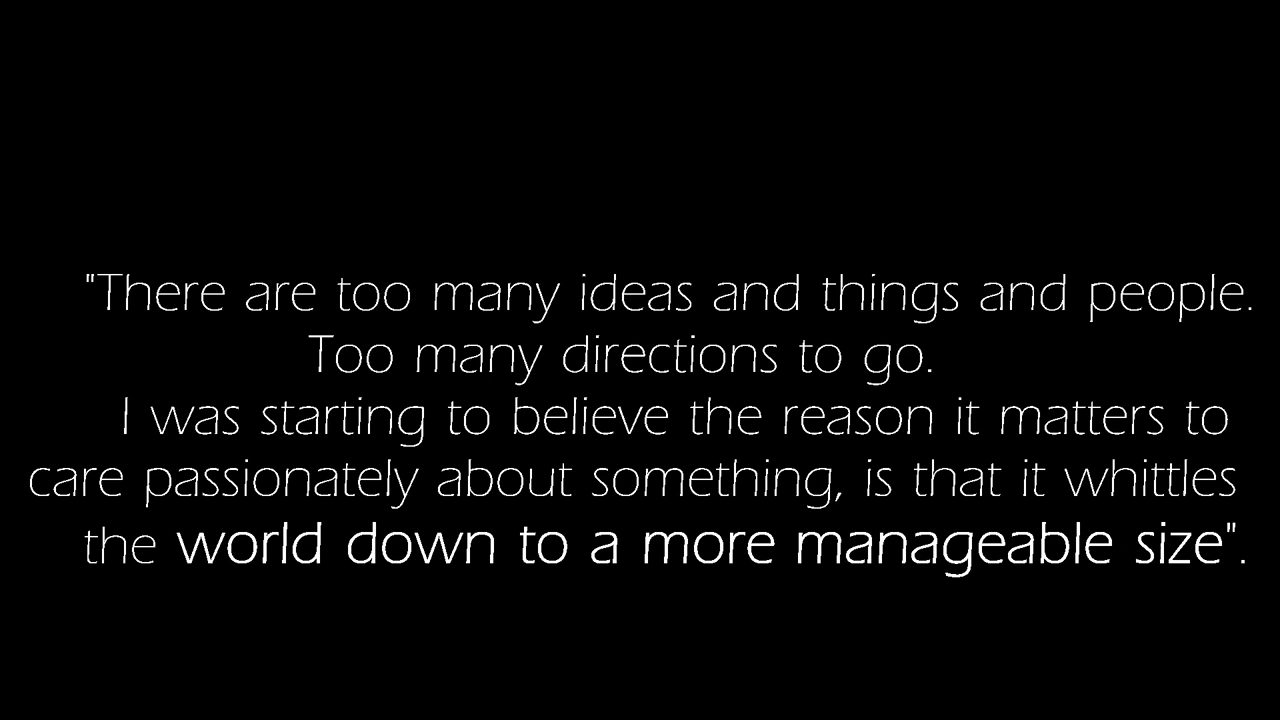 "There are too many ideas and things and people.
Too many directions to go.
I was starting to believe the reason it matters to
care passionately about something, is that it whittles
the world down to a more manageable size".